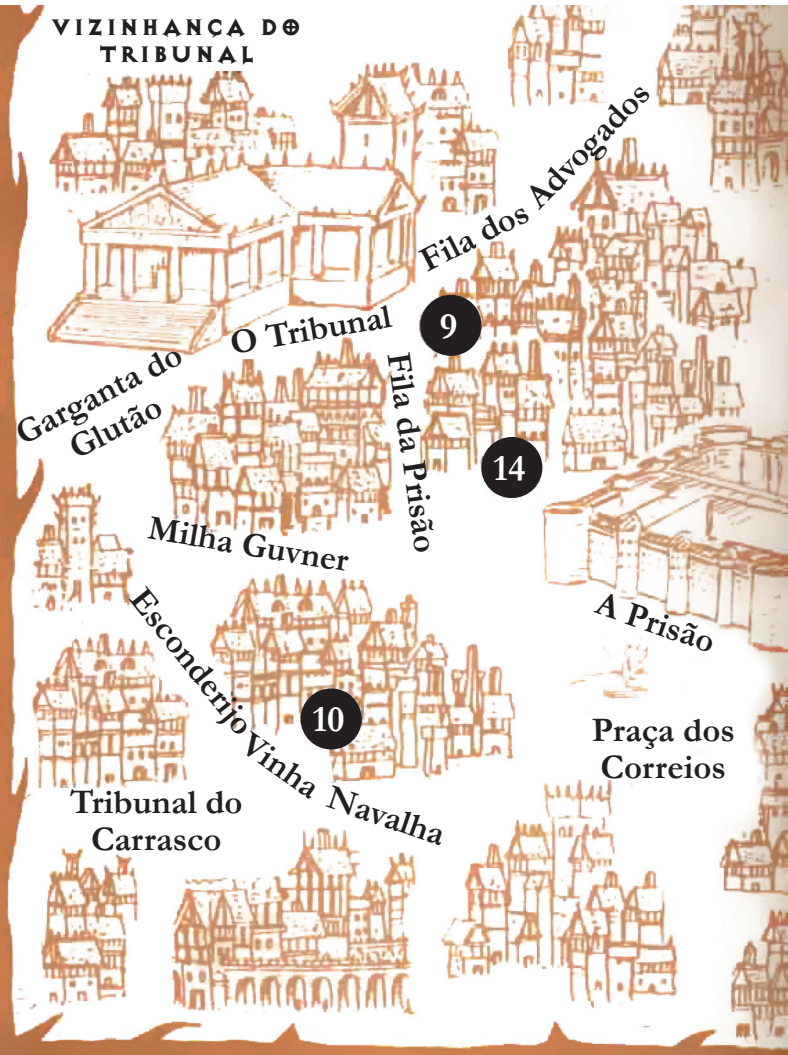 VIZINHANCA DO
TRIBUNAL
Fila dos Advogados
O Tribunal
9
Garganta do
Glutão
Fila da Prisão
14
Milha Guvner
A Prisão
Esconderijo Vinha Navalha
10
Praça dos
Correios
Tribunal do
Carrasco